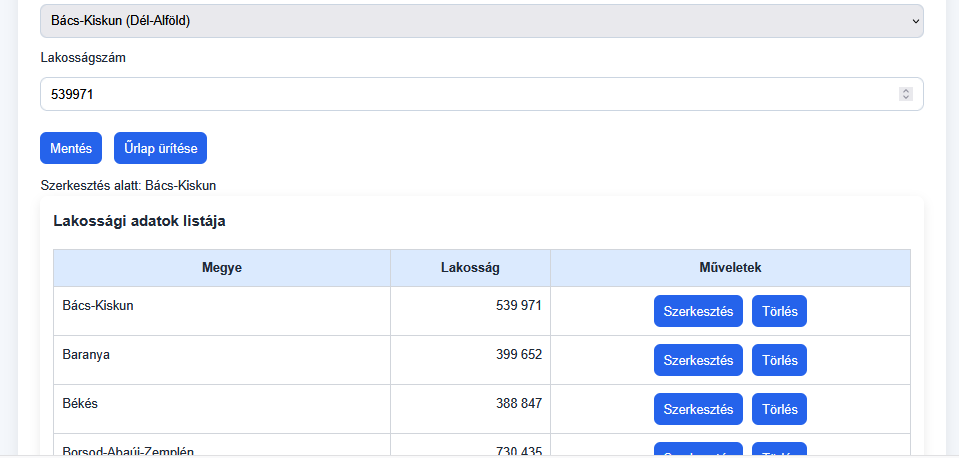 Bács-Kiskun (Dél-Alföld)
Lakosságszám
539971
Mentés Űrlap ürítése
Szerkesztés alatt: Bács-Kiskun
Lakossági adatok listája
Megye Lakosság Műveletek
Bács-Kiskun 539 971 Szerkesztés Törlés
Baranya 399 652 Szerkesztés Törlés
Békés 388 847 Szerkesztés Törlés
Borsod-Abaúj-Zemplén 730 435 Szerkesztés Törlés